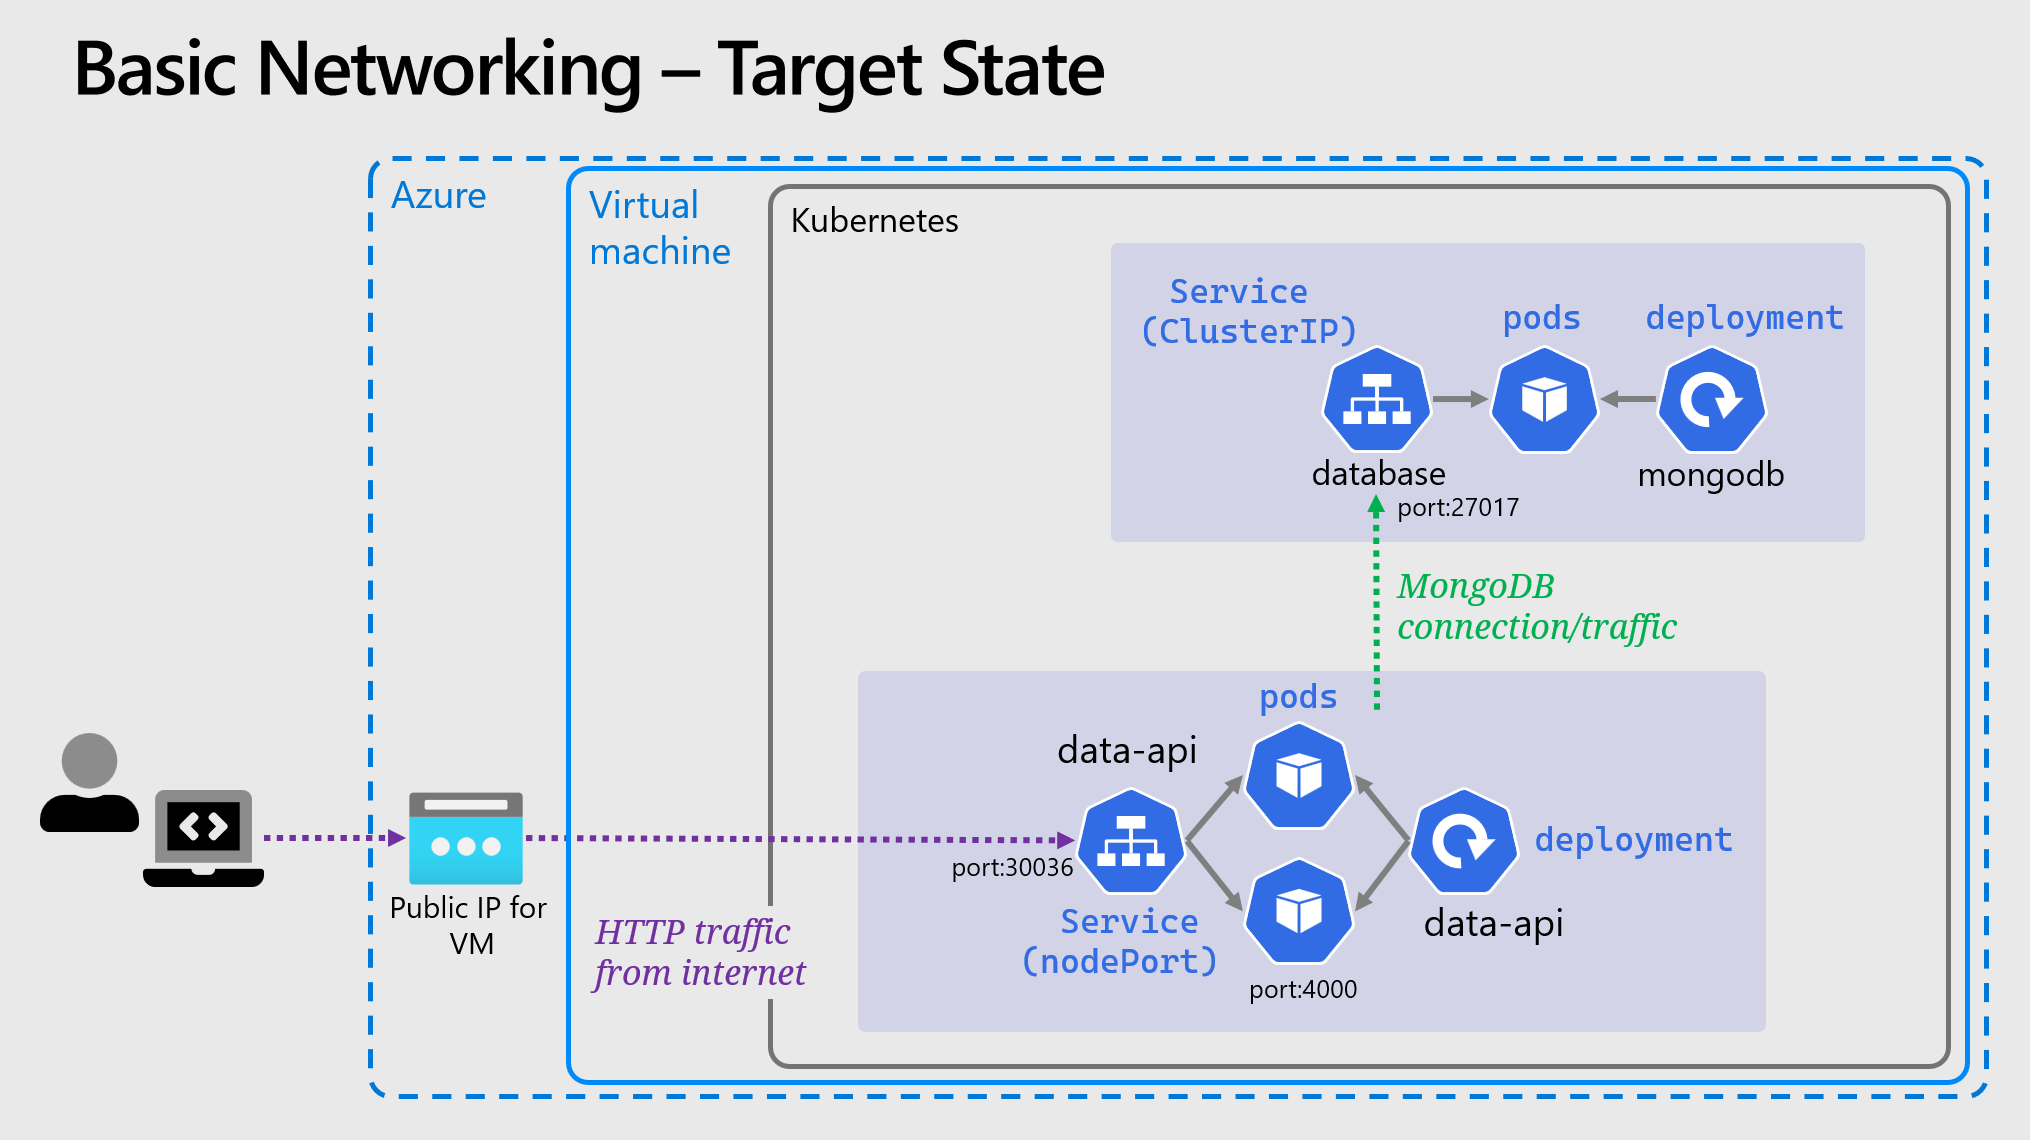 Basic Networking – Target State
Azure
Virtual
machine
Kubernetes
Service
(ClusterIP)
pods
deployment
database
mongodb
port:27017
MongoDB
connection/traffic
pods
data-api
port:30036
deployment
Public IP for
VM
HTTP traffic
from internet
Service
(nodePort)
data-api
port:4000